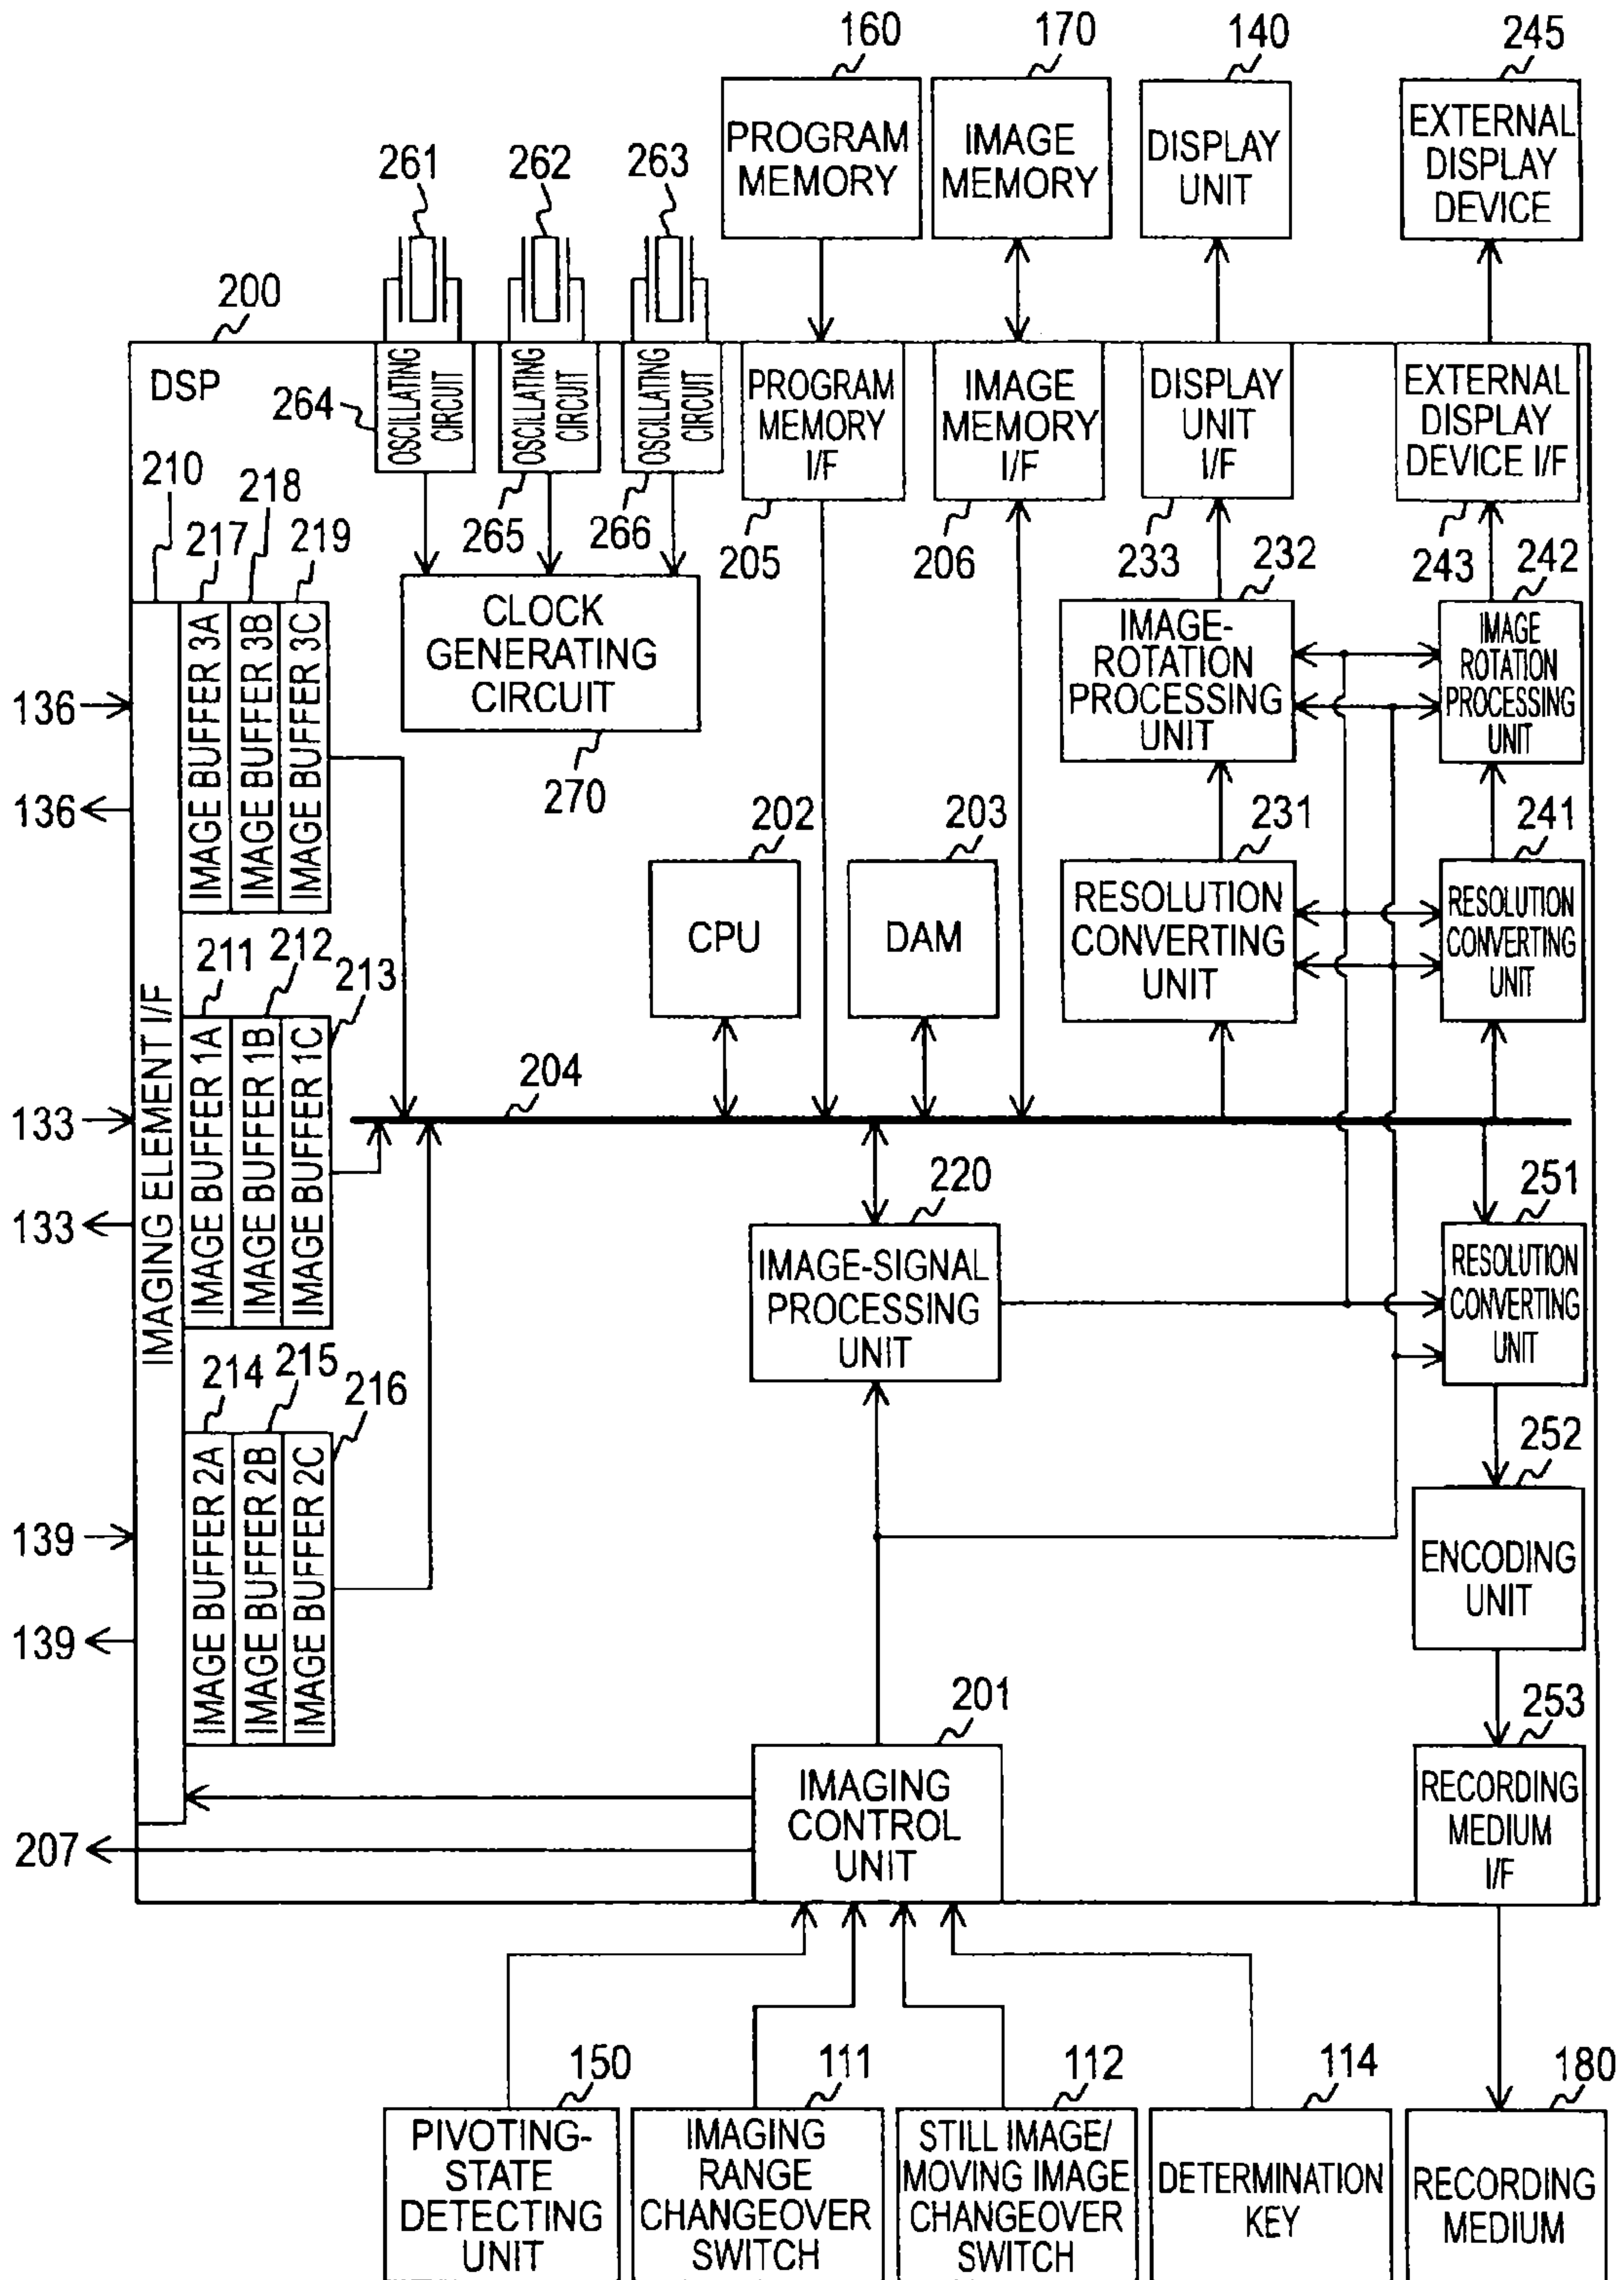 160
170
140
245
PROGRAM
MEMORY
IMAGE
MEMORY
DISPLAY
UNIT
EXTERNAL
DISPLAY
DEVICE
261
262
263
200
DSP
264
OSCILLATING
CIRCUIT
OSCILLATING
CIRCUIT
OSCILLATING
CIRCUIT
PROGRAM
MEMORY
I/F
IMAGE
MEMORY
I/F
DISPLAY
UNIT
I/F
EXTERNAL
DISPLAY
DEVICE I/F
265
266
205
206
233
232
243
242
210
217
218
219
CLOCK
GENERATING
CIRCUIT
270
IMAGE-
ROTATION
PROCESSING
UNIT
IMAGE
ROTATION
PROCESSING
UNIT
136
136
IMAGE BUFFER 3A
IMAGE BUFFER 3B
IMAGE BUFFER 3C
202
203
231
241
CPU
DAM
RESOLUTION
CONVERTING
UNIT
RESOLUTION
CONVERTING
UNIT
211
212
213
IMAGING ELEMENT I/F
IMAGE BUFFER 1A
IMAGE BUFFER 1B
IMAGE BUFFER 1C
133
133
204
220
251
IMAGE-SIGNAL
PROCESSING
UNIT
RESOLUTION
CONVERTING
UNIT
214
215
216
IMAGE BUFFER 2A
IMAGE BUFFER 2B
IMAGE BUFFER 2C
139
139
252
ENCODING
UNIT
201
253
IMAGING
CONTROL
UNIT
RECORDING
MEDIUM
I/F
207
150
111
112
114
180
PIVOTING-
STATE
DETECTING
UNIT
IMAGING
RANGE
CHANGEOVER
SWITCH
STILL IMAGE/
MOVING IMAGE
CHANGEOVER
SWITCH
DETERMINATION
KEY
RECORDING
MEDIUM